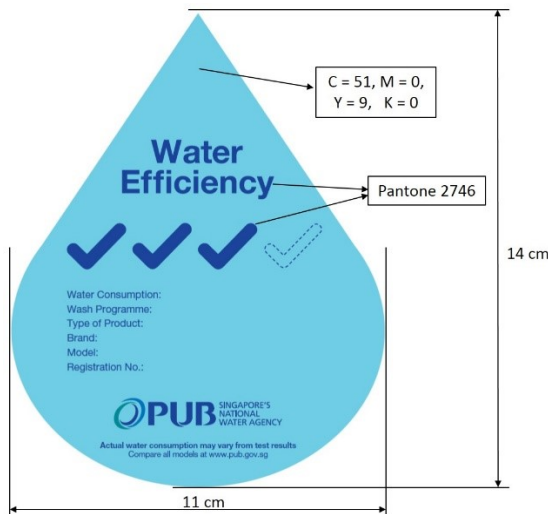 C = 51, M = 0,
Y = 9, K = 0
Water
Efficiency
Pantone 2746
14 cm
Water Consumption:
Wash Programme:
Type of Product:
Brand:
Model:
Registration No.:
PUB SINGAPORE'S
NATIONAL
WATER AGENCY
Actual water consumption may vary from test results
Compare all models at www.pub.gov.sg
11 cm